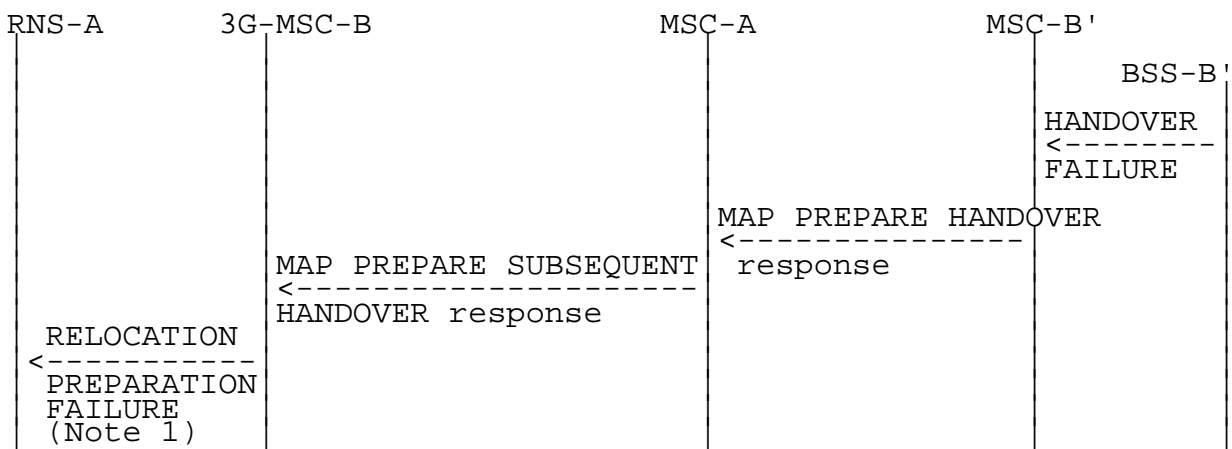 RNS-A 3G-MSC-B MSC-A MSC-B'
BSS-B'
HANDOVER
FAILURE
MAP PREPARE HANDOVER
response
MAP PREPARE SUBSEQUENT
HANDOVER response
RELOCATION
PREPARATION
FAILURE
(Note 1)